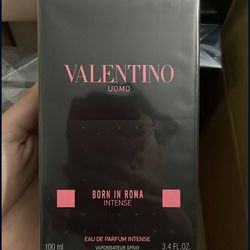 VALENTINO
UOMO
BORN IN ROMA
INTENSE
EAU DE PARFUM INTENSE
100 ml VAPORISATEUR SPRAY 3.4 FL.OZ.